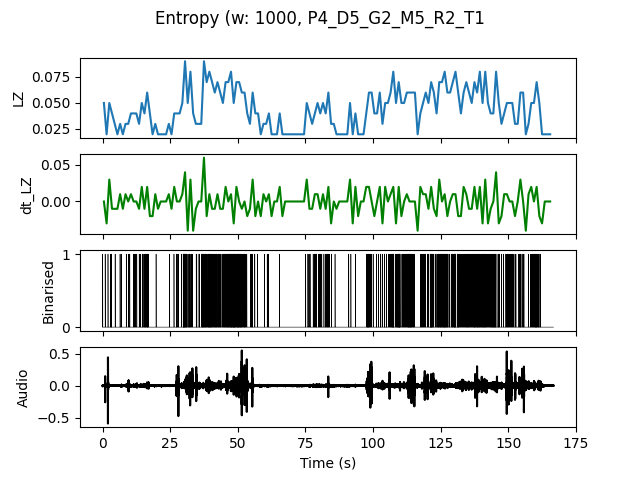 Entropy (w: 1000, P4_D5_G2_M5_R2_T1
LZ
0.075
0.050
0.025
dt_LZ
0.05
0.00
Binarised
1
0
Audio
0.5
0.0
−0.5
0 25 50 75 100 125 150 175
Time (s)